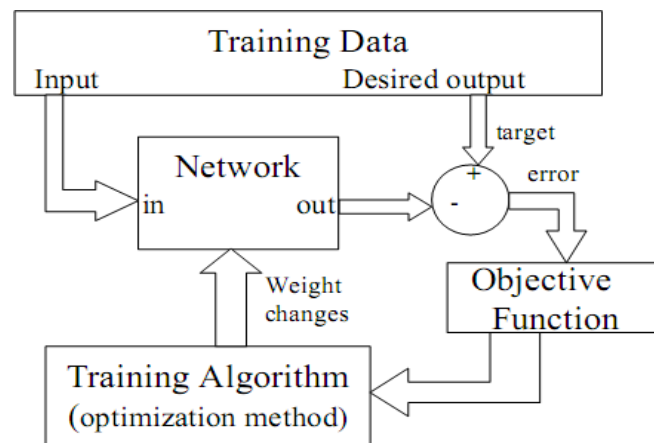 Training Data
Input Desired output
target
Network
+
error
in out
-
Objective
Function
Weight
changes
Training Algorithm
(optimization method)